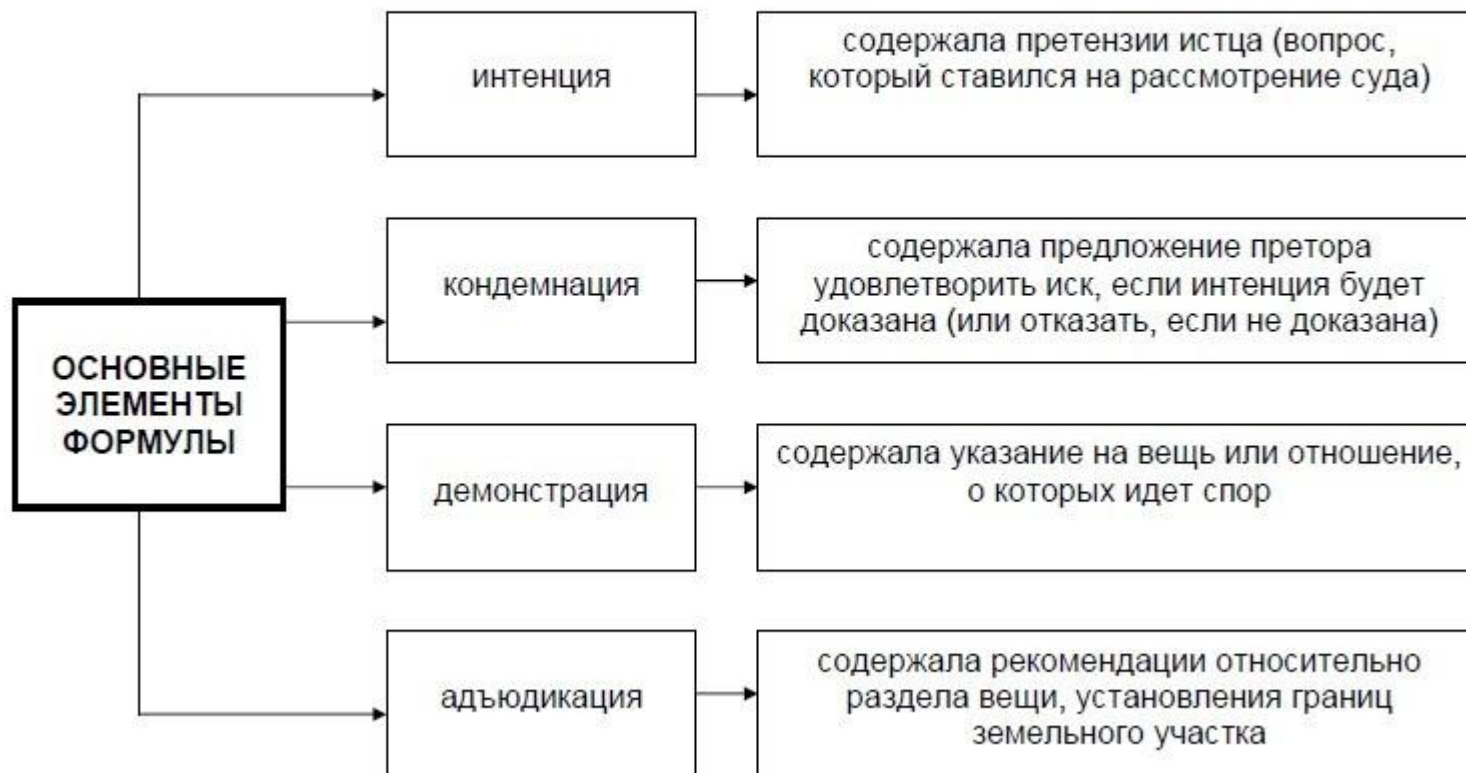 ОСНОВНЫЕ
ЭЛЕМЕНТЫ
ФОРМУЛЫ
интенция
содержала претензии истца (вопрос,
который ставился на рассмотрение суда)
кондемнация
содержала предложение претора
удовлетворить иск, если интенция будет
доказана (или отказать, если не доказана)
демонстрация
содержала указание на вещь или отношение,
о которых идет спор
адъюдикация
содержала рекомендации относительно
раздела вещи, установления границ
земельного участка